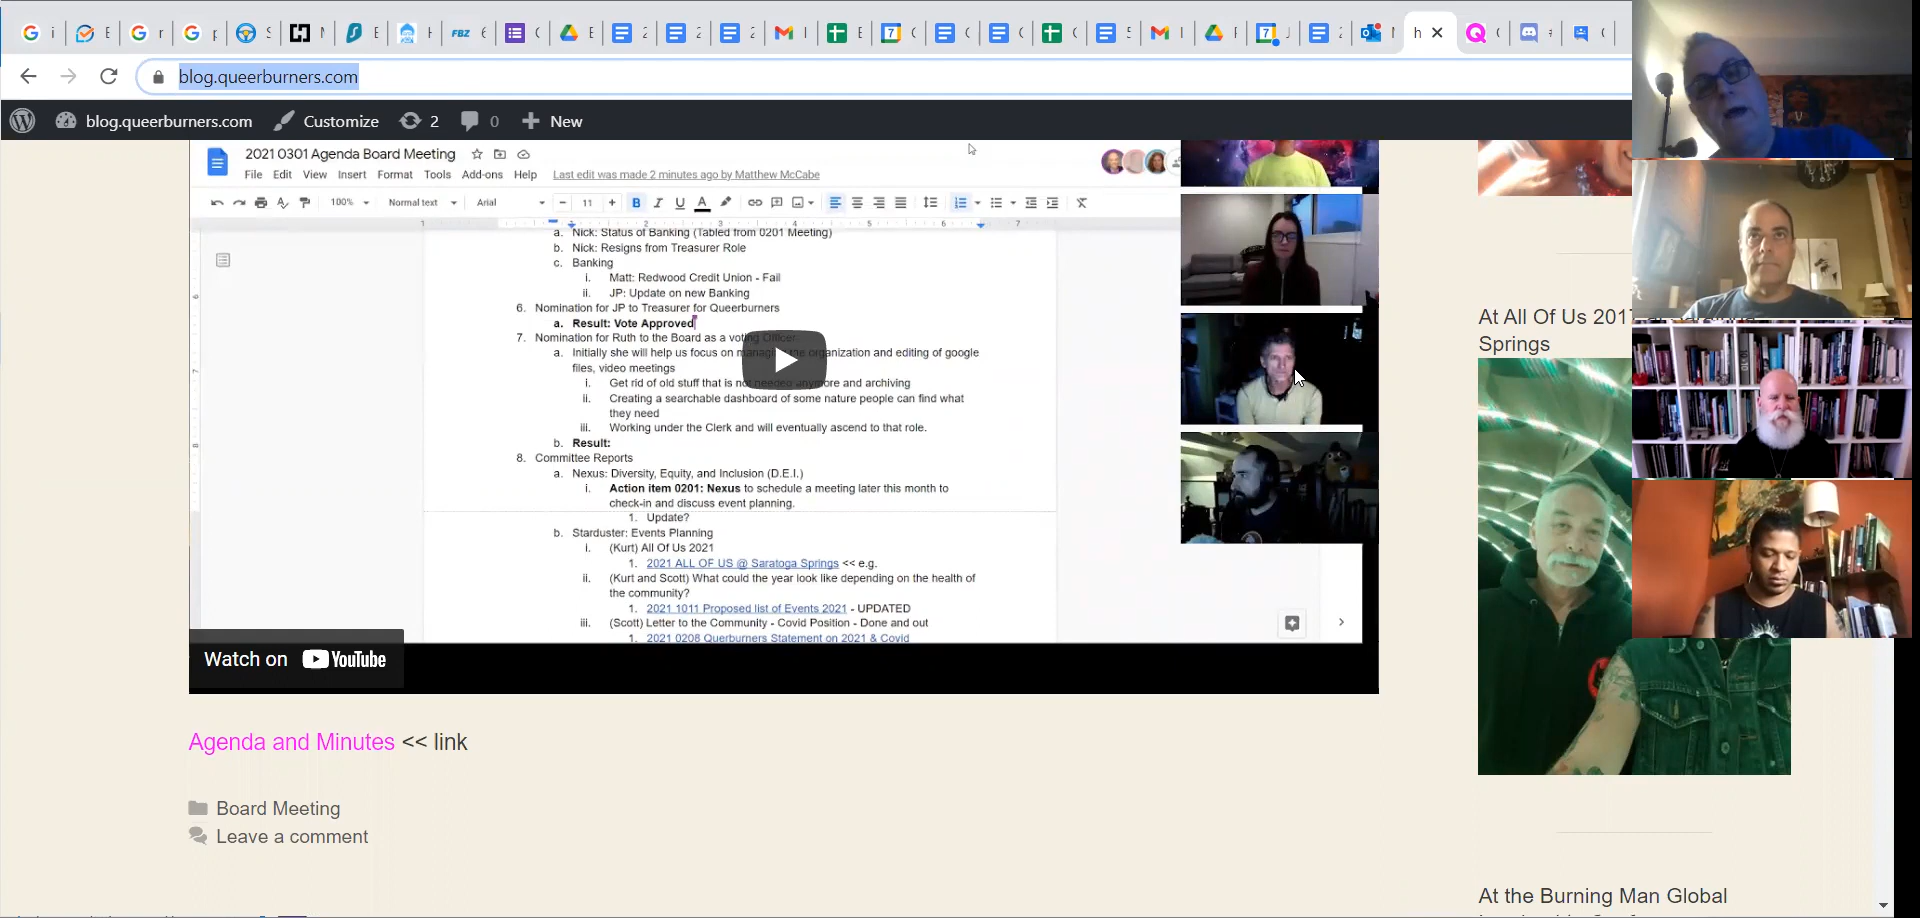 blog.queerburners.com
blog.queerburners.com Customize 2 0 New
2021 0301 Agenda Board Meeting
File Edit View Insert Format Tools Add-ons Help Last edit was made 2 minutes ago by Matthew McCabe
100% Normal text Arial 11 B I U A
a. Nick: Status of Banking (Tabled from 0201 Meeting)
b. Nick: Resigns from Treasurer Role
c. Banking
i. Matt: Redwood Credit Union - Fail
ii. JP: Update on new Banking
6. Nomination for JP to Treasurer for Queerburners
a. Result: Vote Approved
7. Nomination for Ruth to the Board as a voting
a. Initially she will help us focus on organization and editing of google
files, video meetings
i. Get rid of old stuff that is not needed anymore and archiving
ii. Creating a searchable dashboard of some nature people can find what
they need
iii. Working under the Clerk and will eventually ascend to that role.
b. Result:
8. Committee Reports
a. Nexus: Diversity, Equity, and Inclusion (D.E.I.)
i. Action item 0201: Nexus to schedule a meeting later this month to
check-in and discuss event planning.
1. Update?
b. Starduster: Events Planning
i. (Kurt) All Of Us 2021
1. 2021 ALL OF US @ Saratoga Springs << e.g.
ii. (Kurt and Scott) What could the year look like depending on the health of
the community?
1. 2021 1011 Proposed list of Events 2021 - UPDATED
iii. (Scott) Letter to the Community - Covid Position - Done and out
1. 2021 0208 Querburners Statement on 2021 & Covid
Watch on YouTube
Agenda and Minutes << link
Board Meeting
Leave a comment
At All Of Us 2017
Springs
At the Burning Man Global